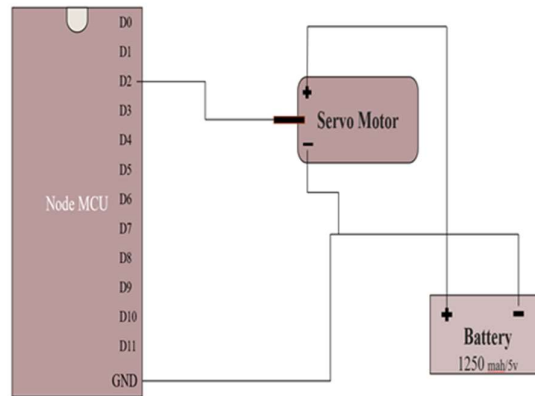 D0
D1
D2
D3
D4
D5
D6
D7
D8
D9
D10
D11
GND
Node MCU
+
Servo Motor
-
+ -
Battery
1250 mah/5v